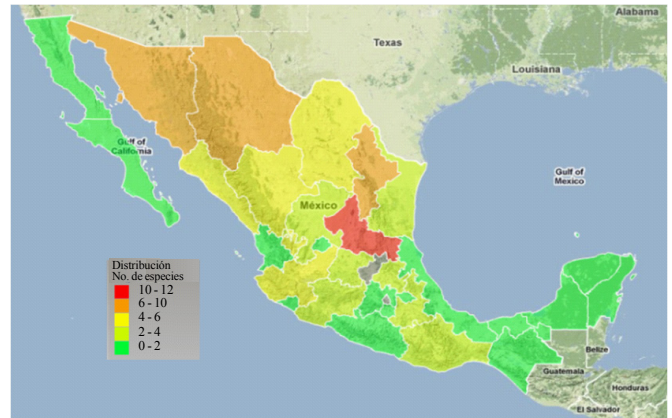 Alabama
Texas
Louisiana
Gulf of
California
Gulf of
Mexico
México
Distribución
No. de especies
10 - 12
6 - 10
4 - 6
2 - 4
0 - 2
Belize
Guatemala
Honduras
El Salvador